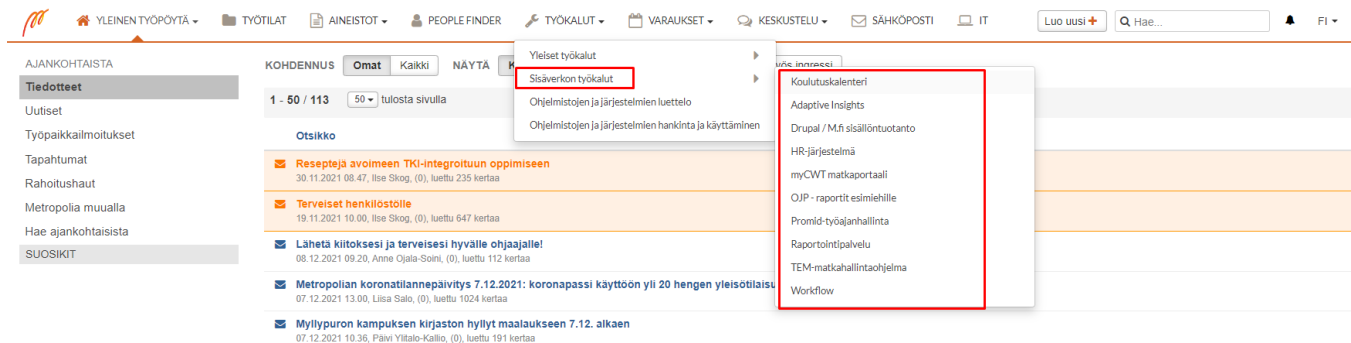 YLEINEN TYÖPÖYTÄ TYÖTILAT AINEISTOT PEOPLE FINDER TYÖKALUT VARAUKSET KESKUSTELU SÄHKÖPOSTI IT Luo uusi Hae... FI
AJANKOHTAISTA
Tiedotteet
Uutiset
Työpaikkailmoitukset
Tapahtumat
Rahoitushaut
Metropolia muualla
Hae ajankohtaisista
SUOSIKIT
KOHDENNUS Omat Kaikki NÄYTÄ
1 - 50 / 113 50 tulosta sivulla
Otsikko
Reseptejä avoimeen TKI-integroituun oppimiseen
30.11.2021 08.47, Ilse Skog, (0), luettu 235 kertaa
Terveiset henkilöstölle
19.11.2021 10.00, Ilse Skog, (0), luettu 647 kertaa
Lähetä kiitoksesi ja terveisesi hyvälle ohjaajalle!
08.12.2021 09.20, Anne Ojala-Soini, (0), luettu 112 kertaa
Metropolian koronatilannepäivitys 7.12.2021: koronapassi käyttöön yli 20 hengen yleisötilaisu
07.12.2021 13.00, Liisa Salo, (0), luettu 1024 kertaa
Myllypuron kampuksen kirjaston hyllyt maalaukseen 7.12. alkaen
07.12.2021 10.36, Päivi Ylitalo-Kallio, (0), luettu 191 kertaa
Yleiset työkalut
Sisäverkon työkalut
Ohjelmistojen ja järjestelmien luettelo
Ohjelmistojen ja järjestelmien hankinta ja käyttäminen
Koulutuskalenteri
Adaptive Insights
Drupal / M.fi sisällöntuotanto
HR-järjestelmä
myCWT matkaportaali
OJP - raportit esimiehille
Promid-työajanhallinta
Raportointipalvelu
TEM-matkahallintaohjelma
Workflow